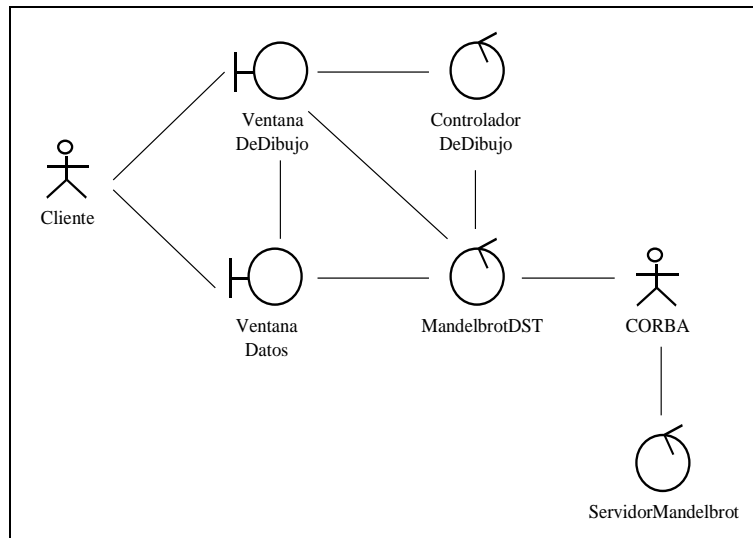 Ventana
DeDibujo
Controlador
DeDibujo
Cliente
Ventana
Datos
MandelbrotDST
CORBA
ServidorMandelbrot